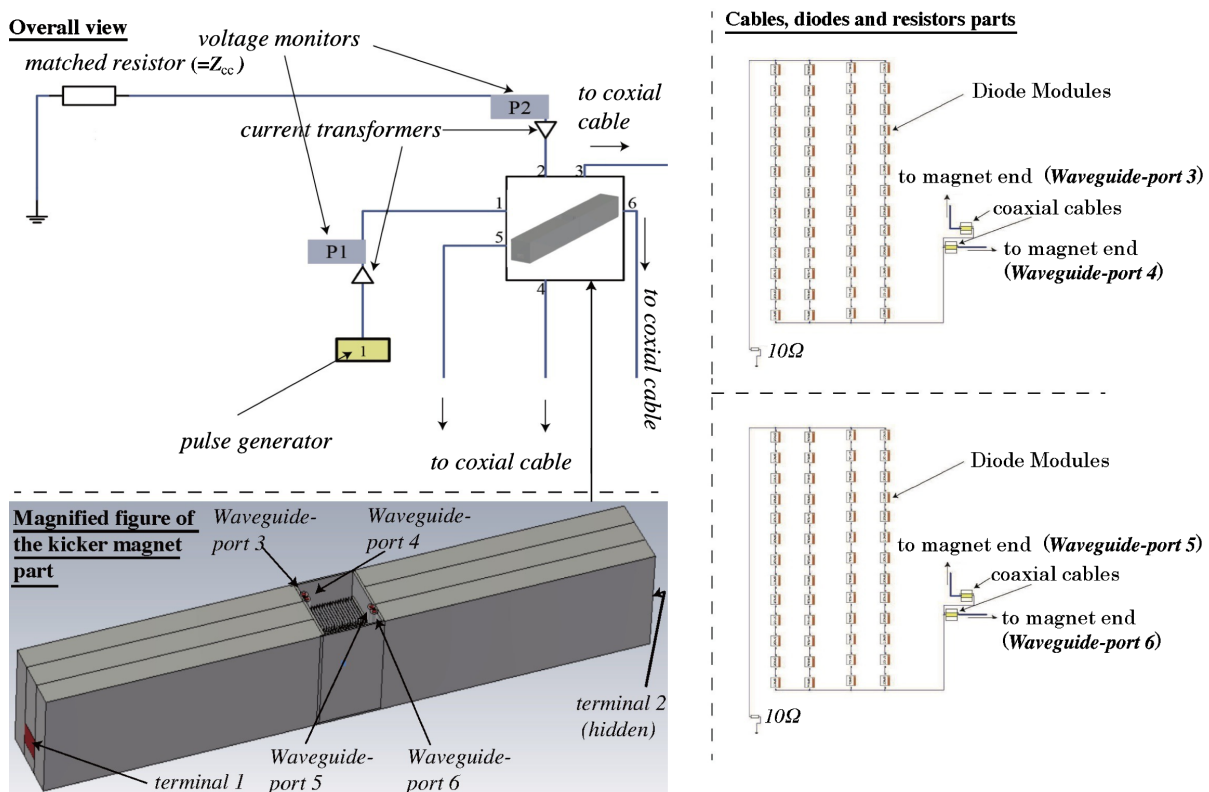 Overall view
voltage monitors
matched resistor (=Zcc)
P2
to coxial
cable
current transformers
2
3
1
6
5
P1
4
1
to coxial cable
pulse generator
to coxial cable
Magnified figure of
the kicker magnet
part
Waveguide-
port 3
Waveguide-
port 4
terminal 2
(hidden)
terminal 1
Waveguide-
port 5
Waveguide-
port 6
Cables, diodes and resistors parts
Diode Modules
to magnet end (Waveguide-port 3)
coaxial cables
to magnet end
(Waveguide-port 4)
10Ω
Diode Modules
to magnet end (Waveguide-port 5)
coaxial cables
to magnet end
(Waveguide-port 6)
10Ω